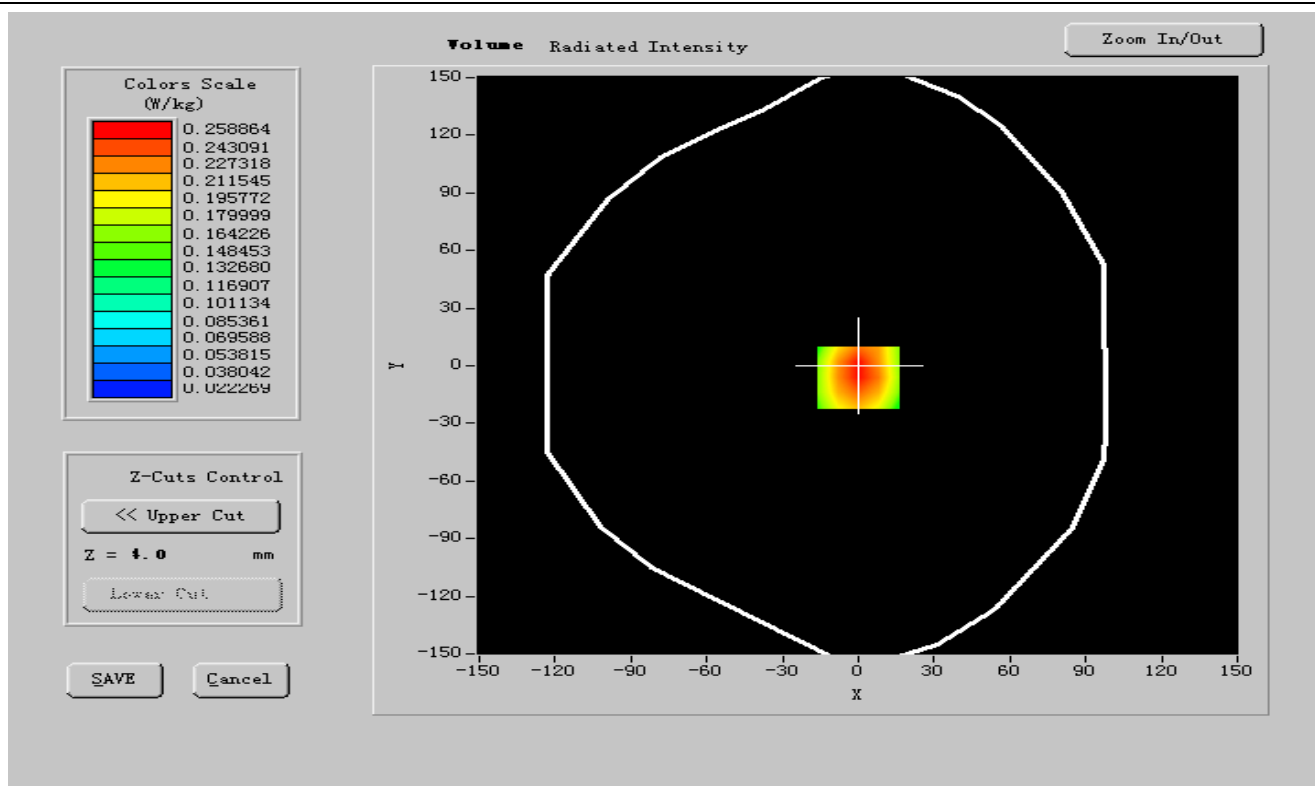 Volume Radiated Intensity
Zoom In/Out
Colors Scale
(W/kg)
0.258864
0.243091
0.227318
0.211545
0.195772
0.179999
0.164226
0.148453
0.132680
0.116907
0.101134
0.085361
0.069588
0.053815
0.038042
0.022269
Z-Cuts Control
<< Upper Cut
Z = 4.0 mm
Lower Cut
SAVE
Cancel
150
120
90
60
30
0
-30
-60
-90
-120
-150
Y
-150 -120 -90 -60 -30 0 30 60 90 120 150
X